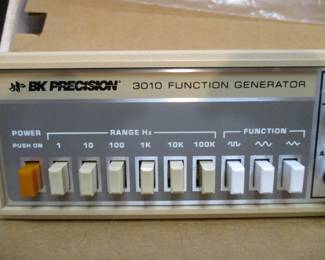 BK PRECISION 3010 FUNCTION GENERATOR
POWER RANGE Hz FUNCTION
PUSH ON 1 10 100 1K 10K 100K
A